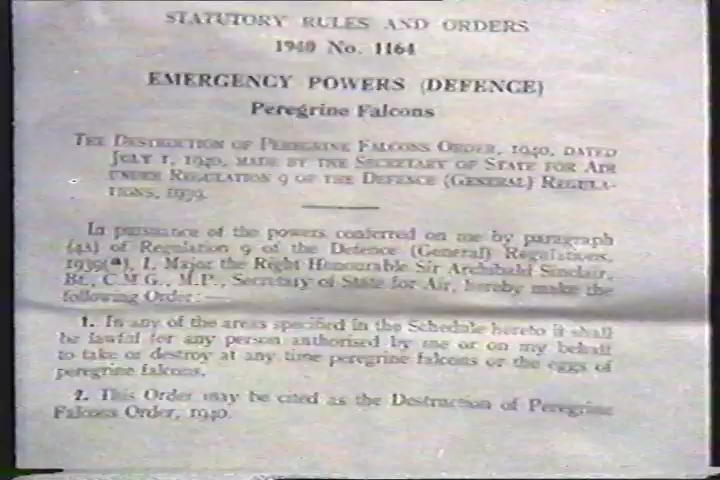 STATUTORY RULES AND ORDERS
1940 No. 1164
EMERGENCY POWERS (DEFENCE)
Peregrine Falcons
THE DESTRUCTION OF PEREGRINE FALCONS ORDER, 1940, DATED
JULY 1, 1940, MADE BY THE SECRETARY OF STATE FOR AIR
UNDER REGULATION 9 OF THE DEFENCE (GENERAL) REGULA-
TIONS, 1939.
In pursuance of the powers conferred on me by paragraph
(4A) of Regulation 9 of the Defence (General) Regulations,
1939(a), I, Major the Right Honourable Sir Archibald Sinclair,
Bt., C.M.G., M.P., Secretary of State for Air, hereby make the
following Order:—
1. In any of the areas specified in the Schedule hereto it shall
be lawful for any person authorised by me or on my behalf
to take or destroy at any time peregrine falcons or the eggs of
peregrine falcons.
2. This Order may be cited as the Destruction of Peregrine
Falcons Order, 1940.